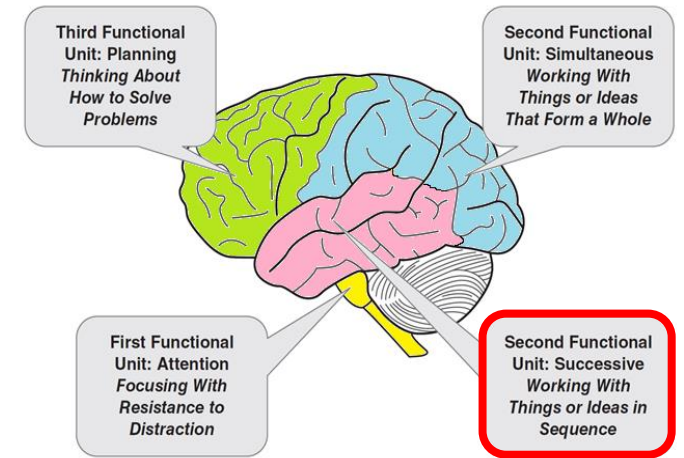 Third Functional
Unit: Planning
Thinking About
How to Solve
Problems
Second Functional
Unit: Simultaneous
Working With
Things or Ideas
That Form a Whole
First Functional
Unit: Attention
Focusing With
Resistance to
Distraction
Second Functional
Unit: Successive
Working With
Things or Ideas in
Sequence